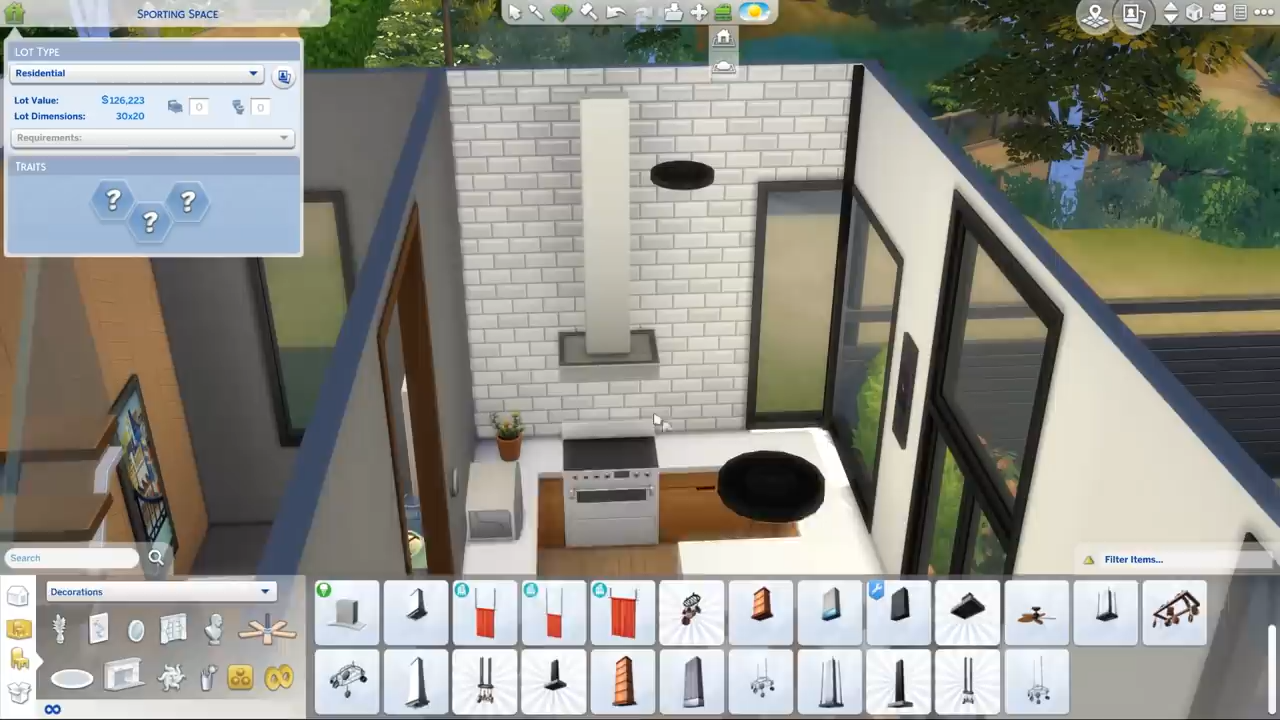 SPORTING SPACE
LOT TYPE
Residential
Lot Value: $126,223 0 0
Lot Dimensions: 30x20
Requirements:
TRAITS
? ? ?
Search
Filter Items...
Decorations